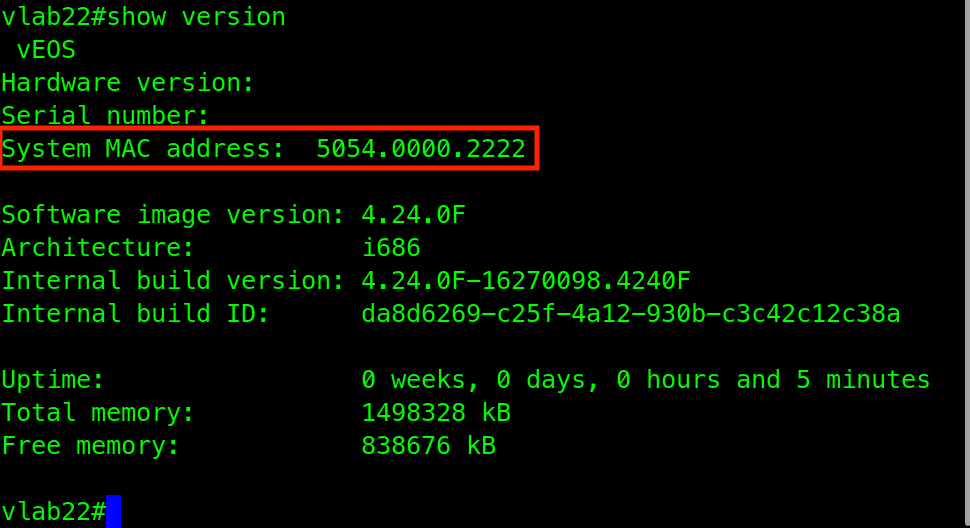 vlab22#show version
 vEOS
Hardware version:
Serial number:
System MAC address:  5054.0000.2222
Software image version: 4.24.0F
Architecture:           i686
Internal build version: 4.24.0F-16270098.4240F
Internal build ID:      da8d6269-c25f-4a12-930b-c3c42c12c38a
Uptime:                 0 weeks, 0 days, 0 hours and 5 minutes
Total memory:           1498328 kB
Free memory:            838676 kB
vlab22#